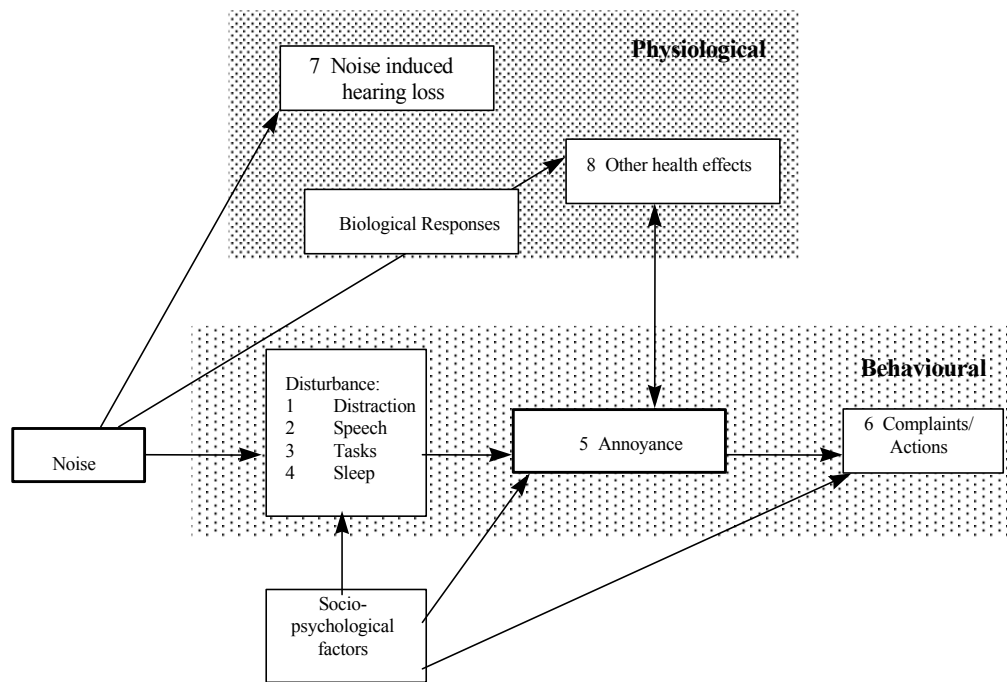 Physiological
7 Noise induced
hearing loss
8 Other health effects
Biological Responses
Behavioural
Disturbance:
1 Distraction
2 Speech
3 Tasks
4 Sleep
Noise
5 Annoyance
6 Complaints/
Actions
Socio-
psychological
factors